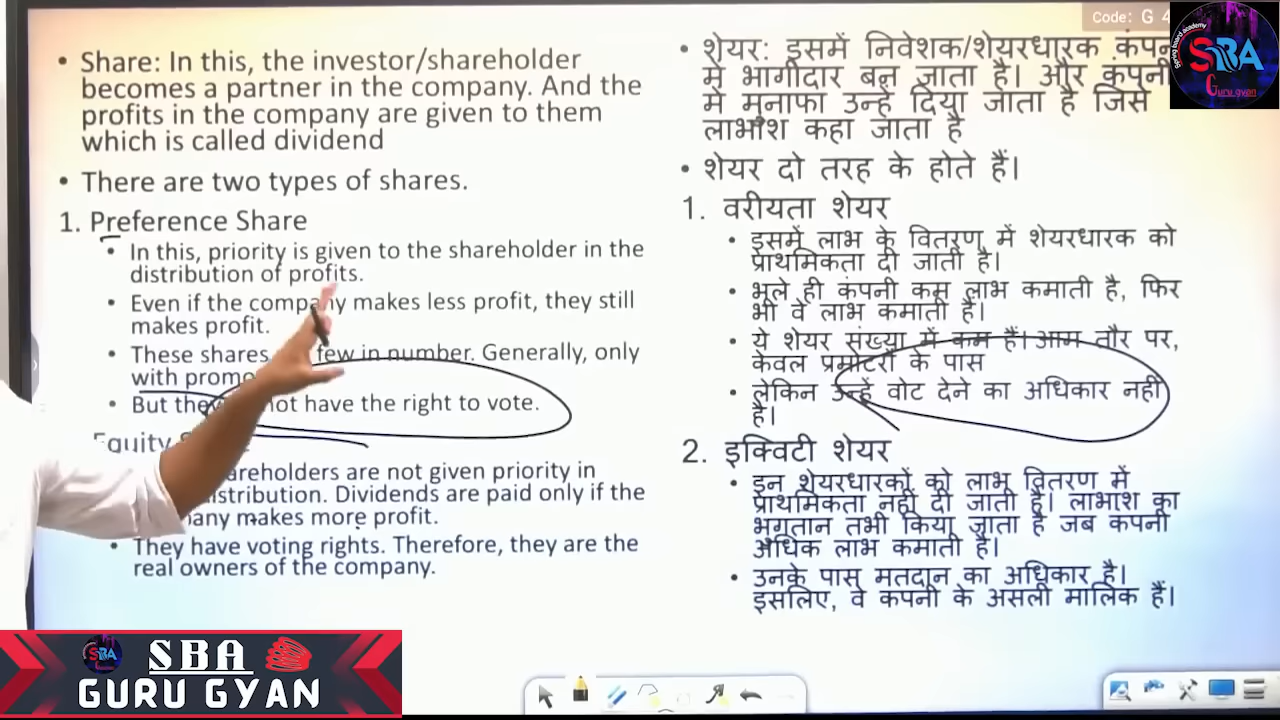 Code: G 4
SBA
Guru gyan
• Share: In this, the investor/shareholder
becomes a partner in the company. And the
profits in the company are given to them
which is called dividend
• There are two types of shares.
1. Preference Share
• In this, priority is given to the shareholder in the
distribution of profits.
• Even if the company makes less profit, they still
makes profit.
• These shares few in number. Generally, only
with promo
• But they not have the right to vote.
Equity
areholders are not given priority in
stribution. Dividends are paid only if the
any makes more profit.
• They have voting rights. Therefore, they are the
real owners of the company.
• शेयर: इसमें निवेशक/शेयरधारक कंपनी
में भागीदार बन जाता है। और कंपनी
में मुनाफा उन्हें दिया जाता है जिसे
लाभांश कहा जाता है
• शेयर दो तरह के होते हैं।
1. वरीयता शेयर
• इसमें लाभ के वितरण में शेयरधारक को
प्राथमिकता दी जाती है।
• भले ही कंपनी कम लाभ कमाती है, फिर
भी वे लाभ कमाती हैं।
• ये शेयर संख्या में कम हैं। आम तौर पर,
केवल प्रमोटरों के पास
• लेकिन उन्हें वोट देने का अधिकार नहीं
है।
2. इक्विटी शेयर
• इन शेयरधारकों को लाभ वितरण में
प्राथमिकता नहीं दी जाती है। लाभांश का
भुगतान तभी किया जाता है जब कंपनी
अधिक लाभ कमाती है।
• उनके पास मतदान का अधिकार है।
इसलिए, वे कंपनी के असली मालिक हैं।
SBA
SBA
GURU GYAN